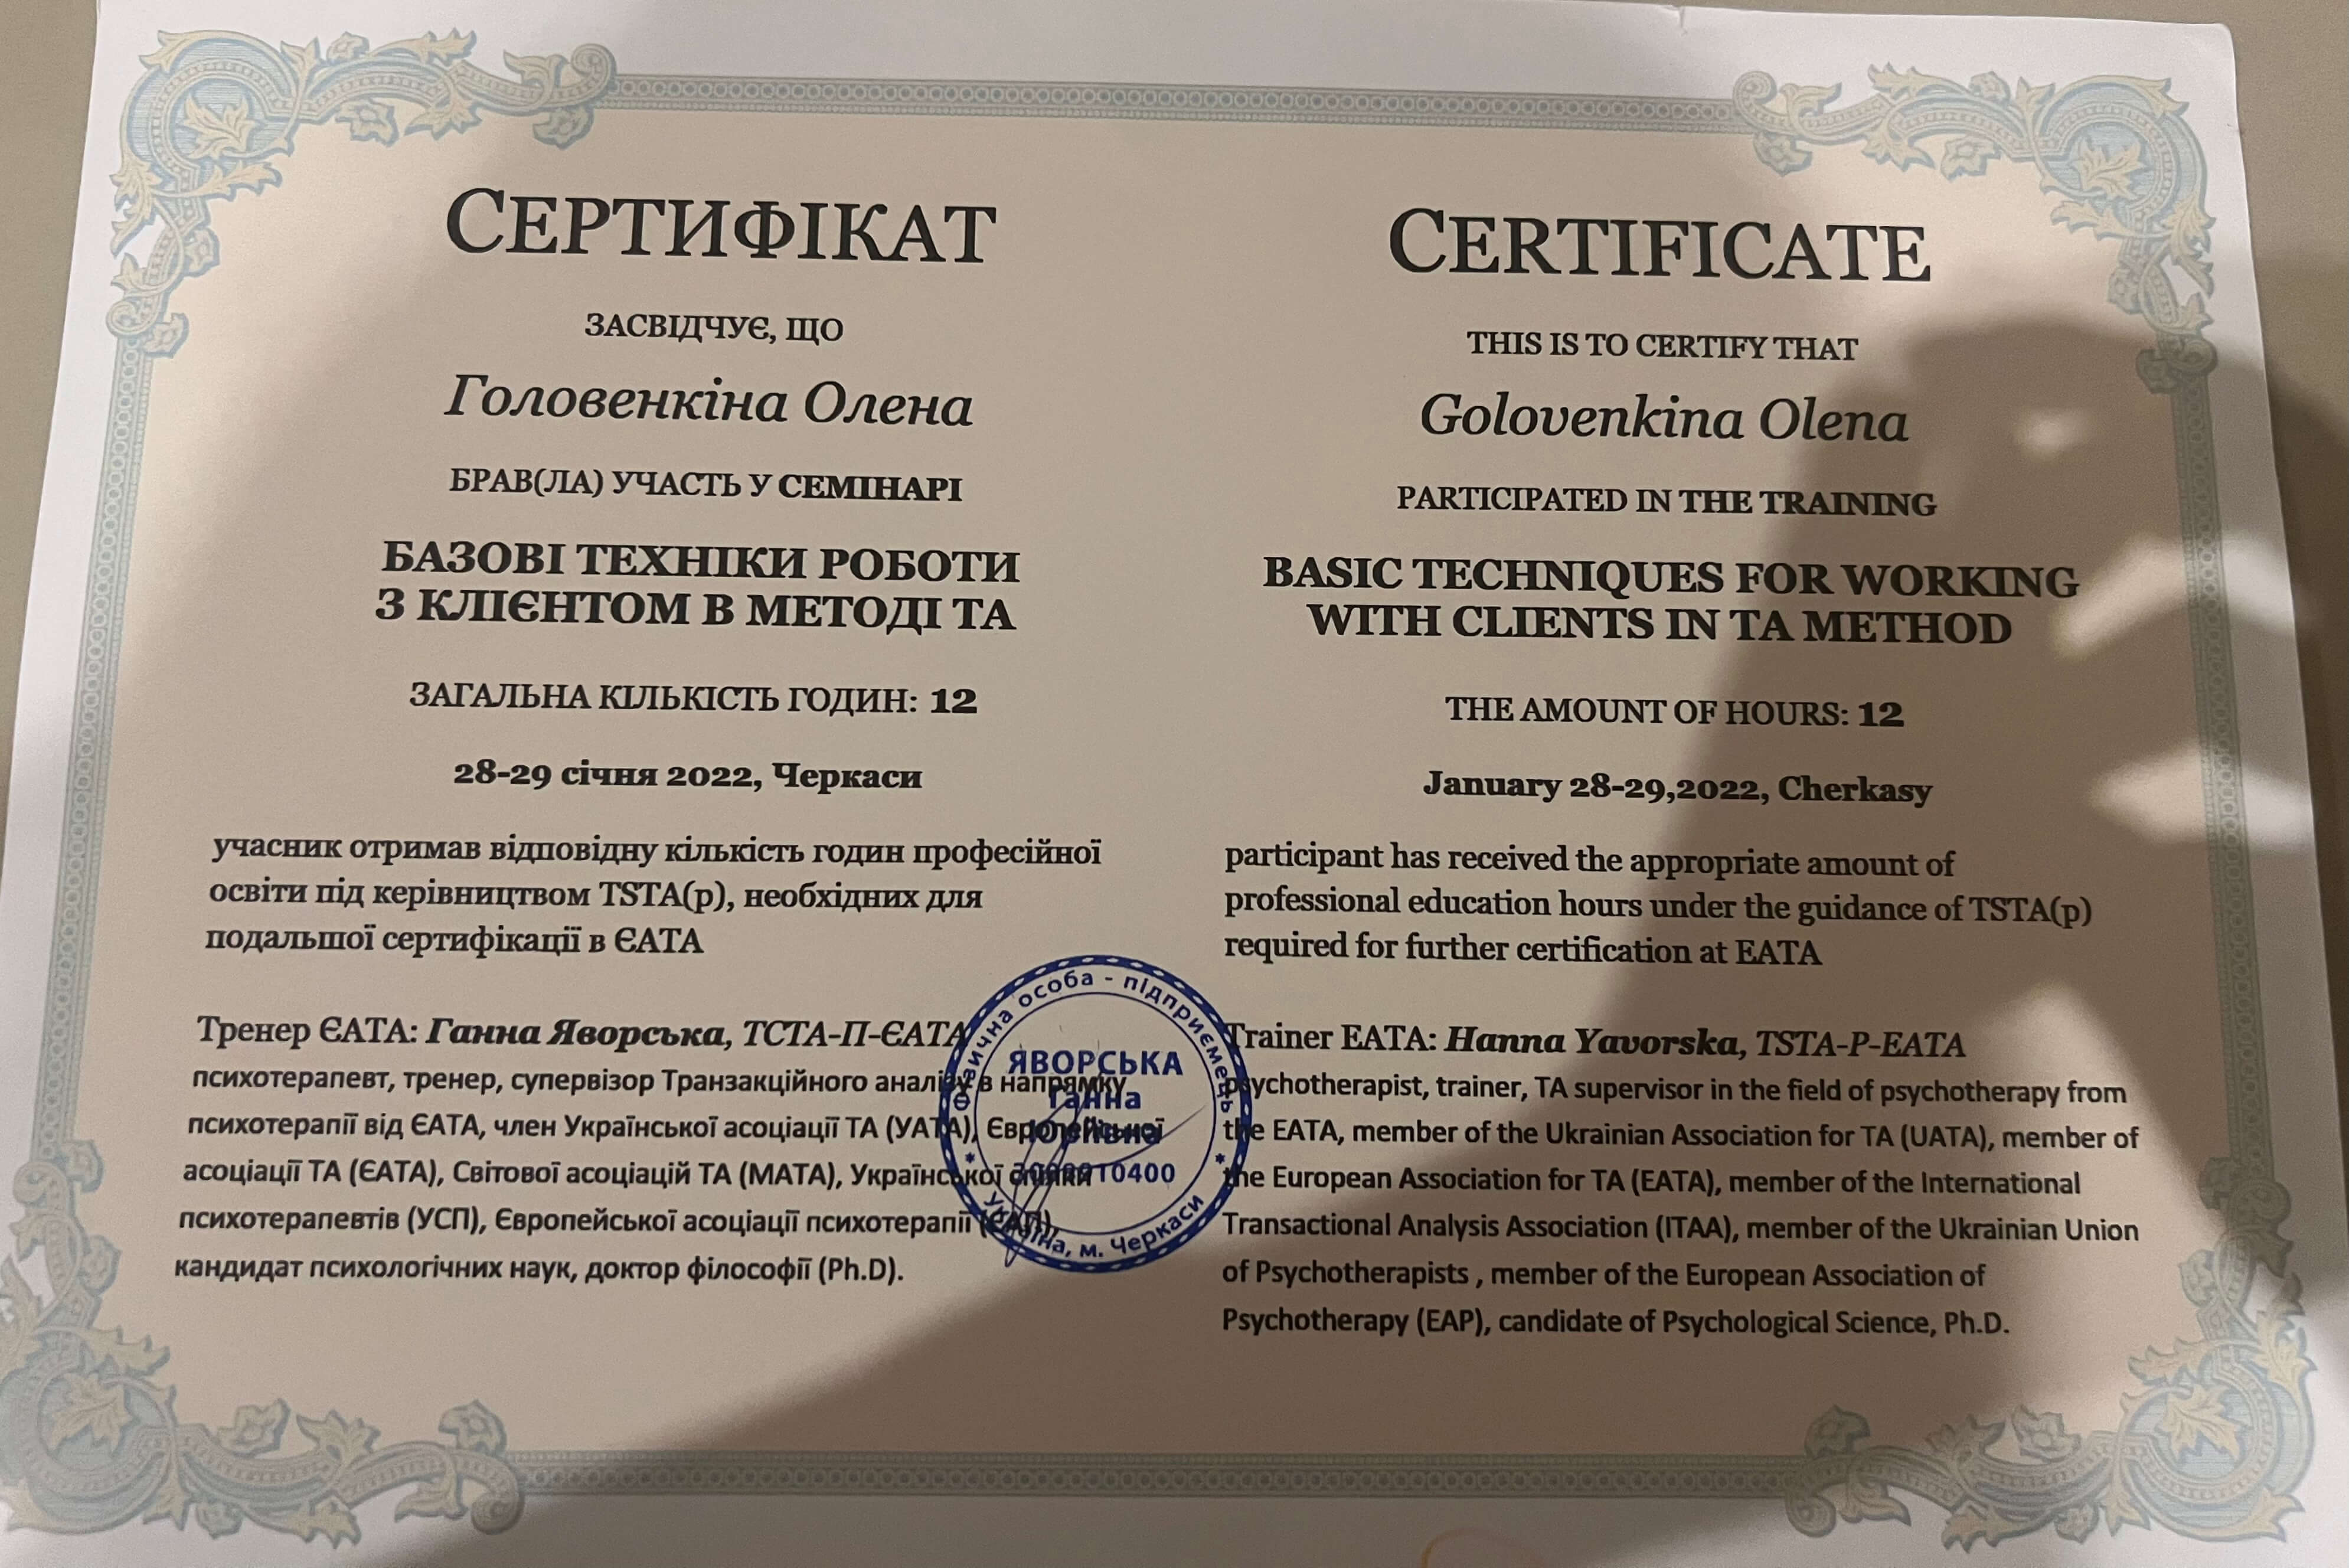 СЕРТИФІКАТ
ЗАСВІДЧУЄ, ЩО
Головенкіна Олена
БРАВ(ЛА) УЧАСТЬ У СЕМІНАРІ
БАЗОВІ ТЕХНІКИ РОБОТИ
З КЛІЄНТОМ В МЕТОДІ ТА
ЗАГАЛЬНА КІЛЬКІСТЬ ГОДИН: 12
28-29 січня 2022, Черкаси
учасник отримав відповідну кількість годин професійної
освіти під керівництвом TSTA(p), необхідних для
подальшої сертифікації в ЄАТА
Тренер ЄАТА: Ганна Яворська, ТСТА-П-ЄАТА
психотерапевт, тренер, супервізор Транзакційного аналізу в напрямку
психотерапії від ЄАТА, член Української асоціації ТА (УАТА), Європейської
асоціації ТА (ЄАТА), Світової асоціацій ТА (МАТА), Української спілки
психотерапевтів (УСП), Європейської асоціації психотерапії (ЄАП),
кандидат психологічних наук, доктор філософії (Ph.D).
CERTIFICATE
THIS IS TO CERTIFY THAT
Golovenkina Olena
PARTICIPATED IN THE TRAINING
BASIC TECHNIQUES FOR WORKING
WITH CLIENTS IN TA METHOD
THE AMOUNT OF HOURS: 12
January 28-29,2022, Cherkasy
participant has received the appropriate amount of
professional education hours under the guidance of TSTA(p)
required for further certification at EATA
Trainer EATA: Hanna Yavorska, TSTA-P-EATA
psychotherapist, trainer, TA supervisor in the field of psychotherapy from
the EATA, member of the Ukrainian Association for TA (UATA), member of
the European Association for TA (EATA), member of the International
Transactional Analysis Association (ITAA), member of the Ukrainian Union
of Psychotherapists , member of the European Association of
Psychotherapy (EAP), candidate of Psychological Science, Ph.D.
Фізична особа - підприємець
ЯВОРСЬКА
Ганна
Юріївна
Україна, м. Черкаси